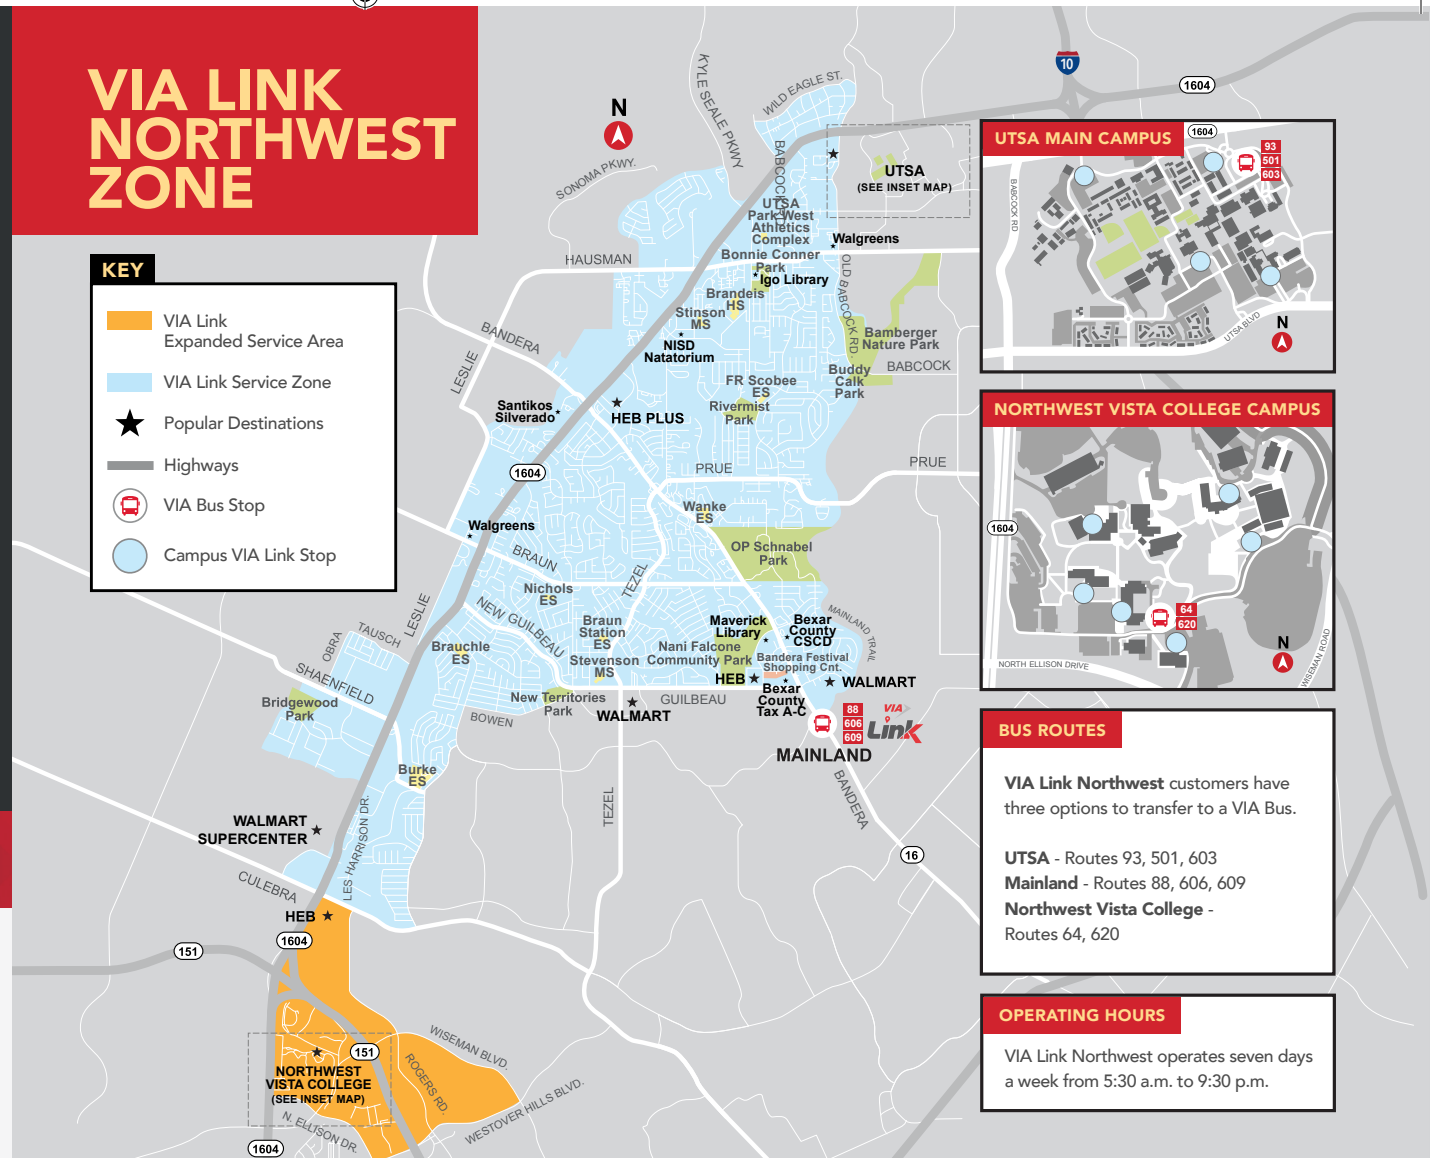 VIA LINK
NORTHWEST
ZONE
KEY
VIA Link
Expanded Service Area
VIA Link Service Zone
Popular Destinations
Highways
VIA Bus Stop
Campus VIA Link Stop
N
KYLE SEALE PKWY
WILD EAGLE ST.
SONOMA PKWY.
BABCOCK RD
10
1604
UTSA
(SEE INSET MAP)
UTSA
Park West
Athletics
Complex
Walgreens
HAUSMAN
Bonnie Conner
Park
Igo Library
OLD BABCOCK RD.
Brandeis
HS
Stinson
MS
NISD
Natatorium
Bamberger
Nature Park
BABCOCK
Buddy
Calk
Park
BANDERA
LESLIE
FR Scobee
ES
Rivermist
Park
Santikos
Silverado
HEB PLUS
1604
PRUE
PRUE
Wanke
ES
Walgreens
OP Schnabel
Park
BRAUN
TEZEL
Nichols
ES
NEW GUILBEAU
LESLIE
TAUSCH
OBRA
Braun
Station
ES
Maverick
Library
Bexar
County
CSCD
MAINLAND TRAIL
Brauchle
ES
Stevenson
MS
Nani Falcone
Community Park
Bandera Festival
Shopping Cnt.
SHAENFIELD
HEB
WALMART
Bridgewood
Park
New Territories
Park
GUILBEAU
Bexar
County
Tax A-C
BOWEN
WALMART
88
606
609
VIA
Link
MAINLAND
Burke
ES
BANDERA
TEZEL
WALMART
SUPERCENTER
LES HARRISON DR.
16
CULEBRA
HEB
1604
151
WISEMAN BLVD.
151
ROGERS RD.
NORTHWEST
VISTA COLLEGE
(SEE INSET MAP)
WESTOVER HILLS BLVD.
N. ELLISON DR.
1604
UTSA MAIN CAMPUS
1604
93
501
603
BABCOCK RD
UTSA BLVD
N
NORTHWEST VISTA COLLEGE CAMPUS
1604
64
620
N
NORTH ELLISON DRIVE
WISEMAN ROAD
BUS ROUTES
VIA Link Northwest customers have
three options to transfer to a VIA Bus.
UTSA - Routes 93, 501, 603
Mainland - Routes 88, 606, 609
Northwest Vista College -
Routes 64, 620
OPERATING HOURS
VIA Link Northwest operates seven days
a week from 5:30 a.m. to 9:30 p.m.